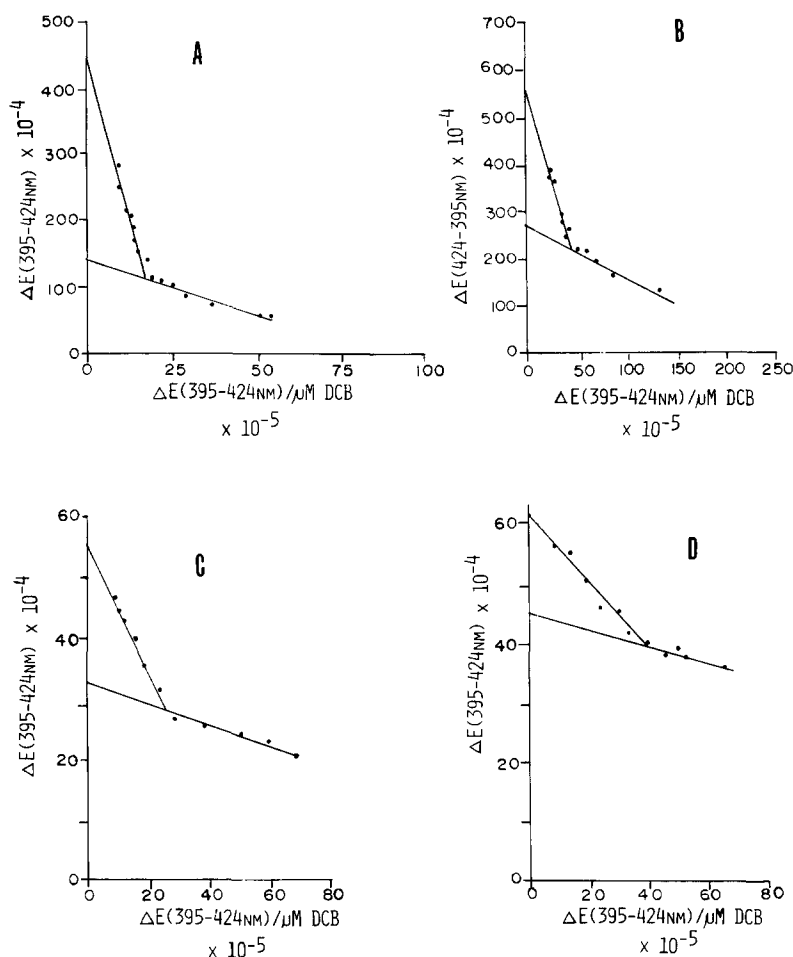 A
500
400
300
200
100
0
ΔE(395-424NM) × 10⁻⁴
0 25 50 75 100
ΔE(395-424NM)/μM DCB
× 10⁻⁵
B
700
600
500
400
300
200
100
0
ΔE(424-395NM) × 10⁻⁴
0 50 100 150 200 250
ΔE(395-424NM)/μM DCB
× 10⁻⁵
C
60
40
20
0
ΔE(395-424NM) × 10⁻⁴
0 20 40 60 80
ΔE(395-424NM)/μM DCB
× 10⁻⁵
D
60
40
20
0
ΔE(395-424NM) × 10⁻⁴
0 20 40 60 80
ΔE(395-424NM)/μM DCB
× 10⁻⁵